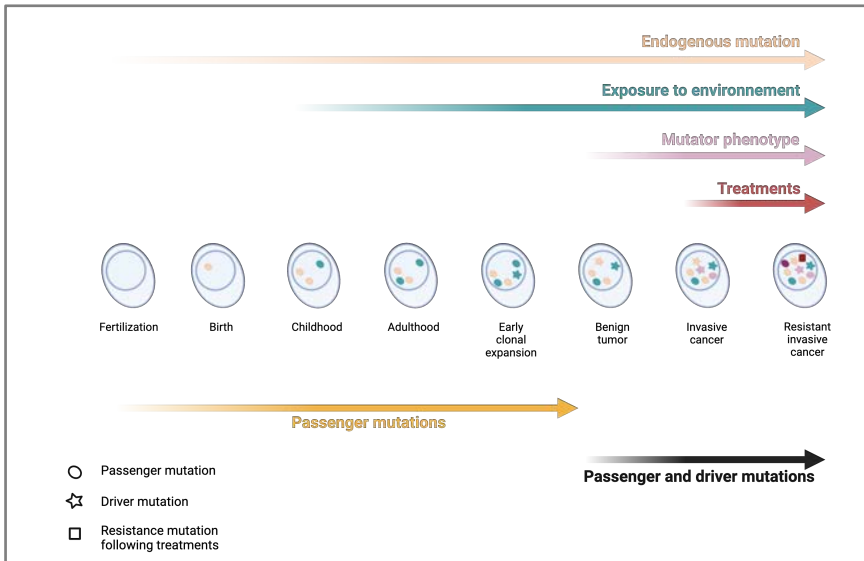 Endogenous mutation
Exposure to environnement
Mutator phenotype
Treatments
Fertilization
Birth
Childhood
Adulthood
Early
clonal
expansion
Benign
tumor
Invasive
cancer
Resistant
invasive
cancer
Passenger mutations
Passenger and driver mutations
Passenger mutation
Driver mutation
Resistance mutation
following treatments